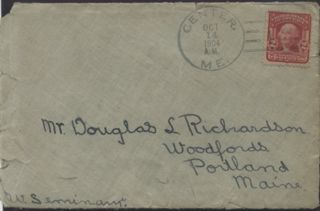 CENTER,
OCT
14
1904
A.M.
ME.
Mr. Douglas L Richardson
Woodfords
Portland
Maine
W. Seminary.